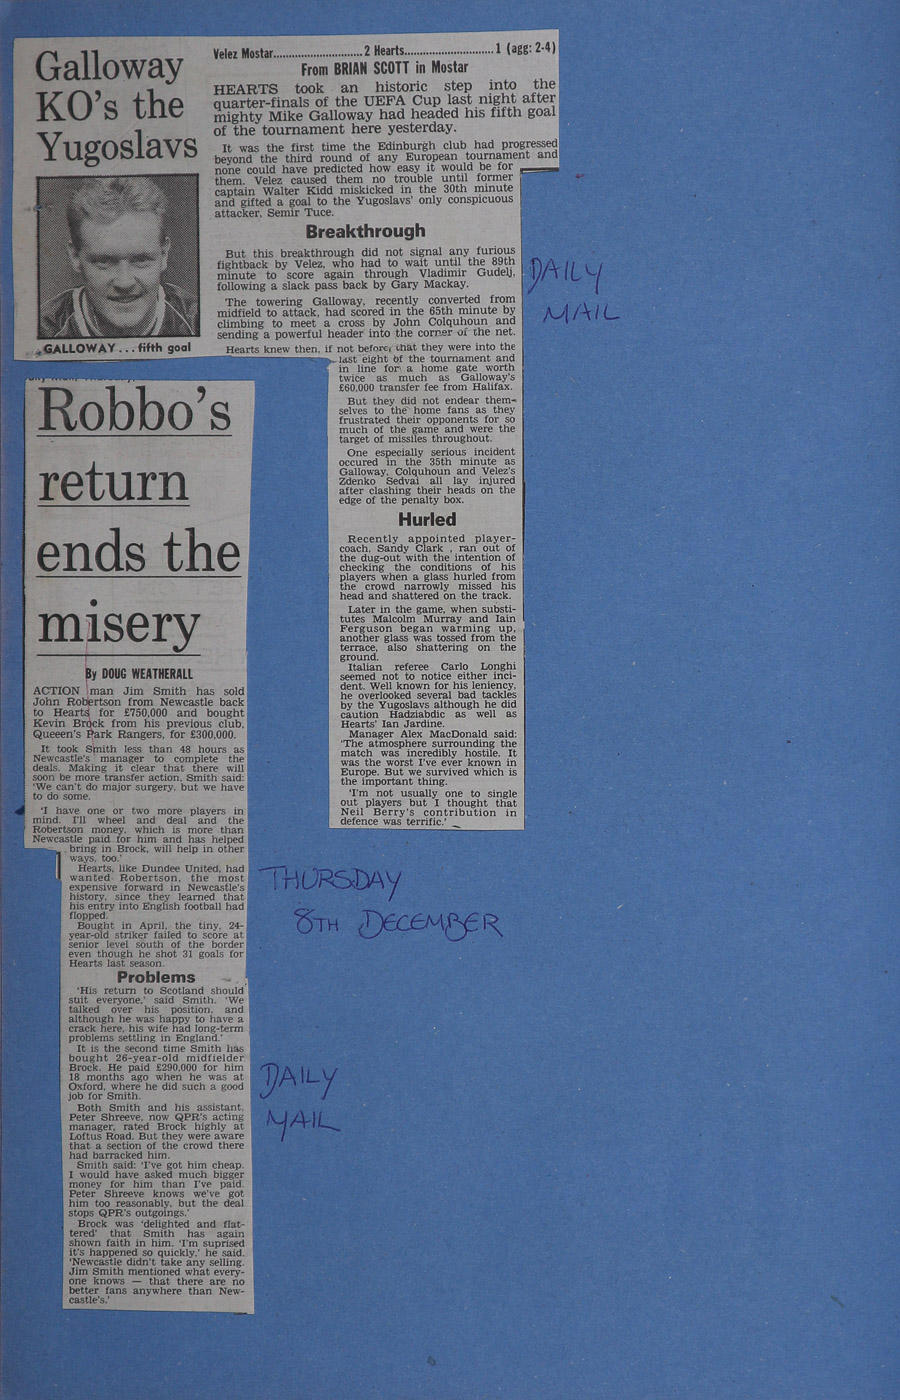 Galloway
KO's the
Yugoslavs
GALLOWAY . . . fifth goal
Velez Mostar............................2 Hearts............................1 (agg: 2-4)
From BRIAN SCOTT in Mostar
HEARTS took an historic step into the
quarter-finals of the UEFA Cup last night after
mighty Mike Galloway had headed his fifth goal
of the tournament here yesterday.
It was the first time the Edinburgh club had progressed
beyond the third round of any European tournament and
none could have predicted how easy it would be for
them. Velez caused them no trouble until former
captain Walter Kidd miskicked in the 30th minute
and gifted a goal to the Yugoslavs' only conspicuous
attacker, Semir Tuce.
Breakthrough
But this breakthrough did not signal any furious
fightback by Velez, who had to wait until the 89th
minute to score again through Vladimir Gudelj,
following a slack pass back by Gary Mackay.
The towering Galloway, recently converted from
midfield to attack, had scored in the 65th minute by
climbing to meet a cross by John Colquhoun and
sending a powerful header into the corner of the net.
Hearts knew then, if not before, that they were into the
last eight of the tournament and
in line for a home gate worth
twice as much as Galloway's
£60,000 transfer fee from Halifax.
But they did not endear them-
selves to the home fans as they
frustrated their opponents for so
much of the game and were the
target of missiles throughout.
One especially serious incident
occured in the 35th minute as
Galloway, Colquhoun and Velez's
Zdenko Sedvai all lay injured
after clashing their heads on the
edge of the penalty box.
Hurled
Recently appointed player-
coach, Sandy Clark , ran out of
the dug-out with the intention of
checking the conditions of his
players when a glass hurled from
the crowd narrowly missed his
head and shattered on the track.
Later in the game, when substi-
tutes Malcolm Murray and Iain
Ferguson began warming up,
another glass was tossed from the
terrace, also shattering on the
ground.
Italian referee Carlo Longhi
seemed not to notice either inci-
dent. Well known for his leniency,
he overlooked several bad tackles
by the Yugoslavs although he did
caution Hadziabdic as well as
Hearts' Ian Jardine.
Manager Alex MacDonald said:
'The atmosphere surrounding the
match was incredibly hostile. It
was the worst I've ever known in
Europe. But we survived which is
the important thing.
'I'm not usually one to single
out players but I thought that
Neil Berry's contribution in
defence was terrific.'
DAILY
MAIL
Robbo's
return
ends the
misery
By DOUG WEATHERALL
ACTION man Jim Smith has sold
John Robertson from Newcastle back
to Hearts for £750,000 and bought
Kevin Brock from his previous club,
Queeen's Park Rangers, for £300,000.
It took Smith less than 48 hours as
Newcastle's manager to complete the
deals. Making it clear that there will
soon be more transfer action, Smith said:
'We can't do major surgery, but we have
to do some.
'I have one or two more players in
mind. I'll wheel and deal and the
Robertson money, which is more than
Newcastle paid for him and has helped
bring in Brock, will help in other
ways, too.'
Hearts, like Dundee United, had
wanted Robertson, the most
expensive forward in Newcastle's
history, since they learned that
his entry into English football had
flopped.
Bought in April, the tiny, 24-
year-old striker failed to score at
senior level south of the border
even though he shot 31 goals for
Hearts last season.
Problems
'His return to Scotland should
suit everyone,' said Smith. 'We
talked over his position, and
although he was happy to have a
crack here, his wife had long-term
problems settling in England.'
It is the second time Smith has
bought 26-year-old midfielder
Brock. He paid £290,000 for him
18 months ago when he was at
Oxford, where he did such a good
job for Smith.
Both Smith and his assistant,
Peter Shreeve, now QPR's acting
manager, rated Brock highly at
Loftus Road. But they were aware
that a section of the crowd there
had barracked him.
Smith said: 'I've got him cheap.
I would have asked much bigger
money for him than I've paid.
Peter Shreeve knows we've got
him too reasonably, but the deal
stops QPR's outgoings.'
Brock was 'delighted and flat-
tered' that Smith has again
shown faith in him. 'I'm suprised
it's happened so quickly,' he said.
'Newcastle didn't take any selling.
Jim Smith mentioned what every-
one knows — that there are no
better fans anywhere than New-
castle's.'
THURSDAY
8TH DECEMBER
DAILY
MAIL